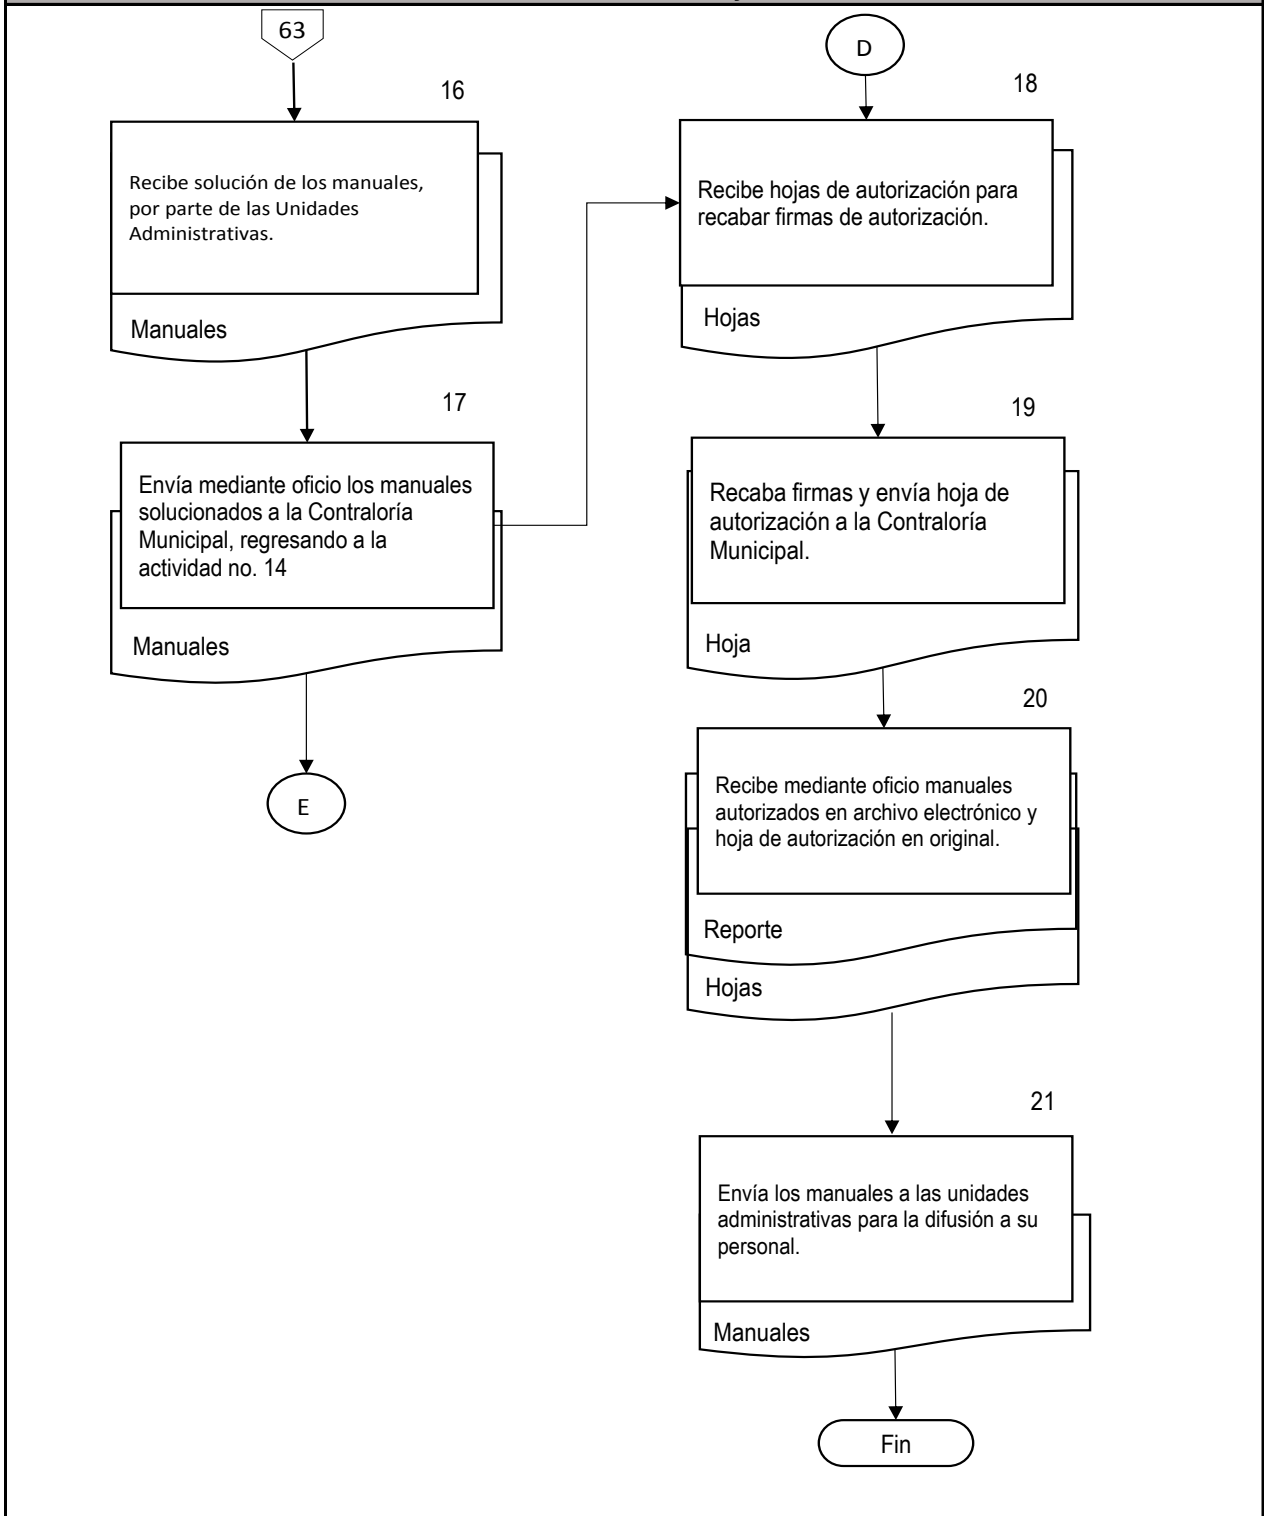 63
16
Recibe solución de los manuales,
por parte de las Unidades
Administrativas.
Manuales
17
Envía mediante oficio los manuales
solucionados a la Contraloría
Municipal, regresando a la
actividad no. 14
Manuales
E
D
18
Recibe hojas de autorización para
recabar firmas de autorización.
Hojas
19
Recaba firmas y envía hoja de
autorización a la Contraloría
Municipal.
Hoja
20
Recibe mediante oficio manuales
autorizados en archivo electrónico y
hoja de autorización en original.
Reporte
Hojas
21
Envía los manuales a las unidades
administrativas para la difusión a su
personal.
Manuales
Fin